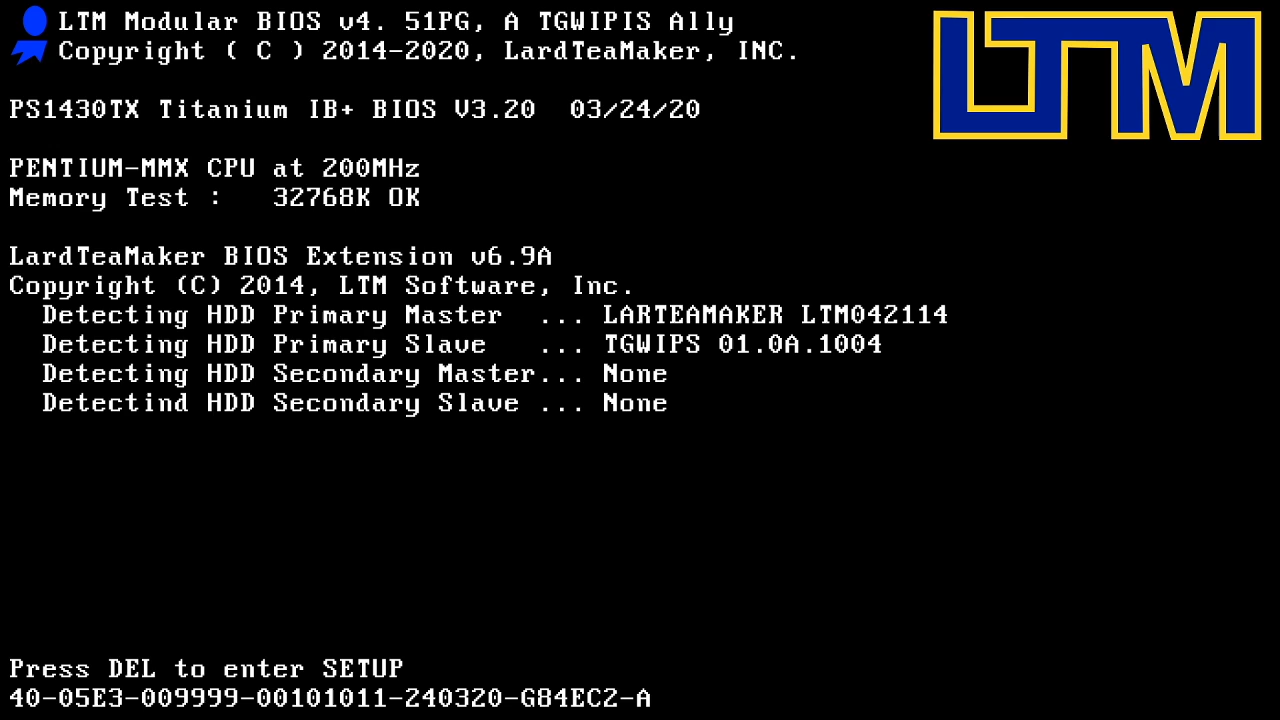 LTM Modular BIOS v4. 51PG, A TGWIPIS Ally
Copyright ( C ) 2014-2020, LardTeaMaker, INC.
LTM
PS1430TX Titanium IB+ BIOS V3.20 03/24/20
PENTIUM-MMX CPU at 200MHz
Memory Test : 32768K OK
LardTeaMaker BIOS Extension v6.9A
Copyright (C) 2014, LTM Software, Inc.
Detecting HDD Primary Master ... LARTEAMAKER LTM042114
Detecting HDD Primary Slave ... TGWIPS 01.0A.1004
Detecting HDD Secondary Master... None
Detectind HDD Secondary Slave ... None
Press DEL to enter SETUP
40-05E3-009999-00101011-240320-G84EC2-A